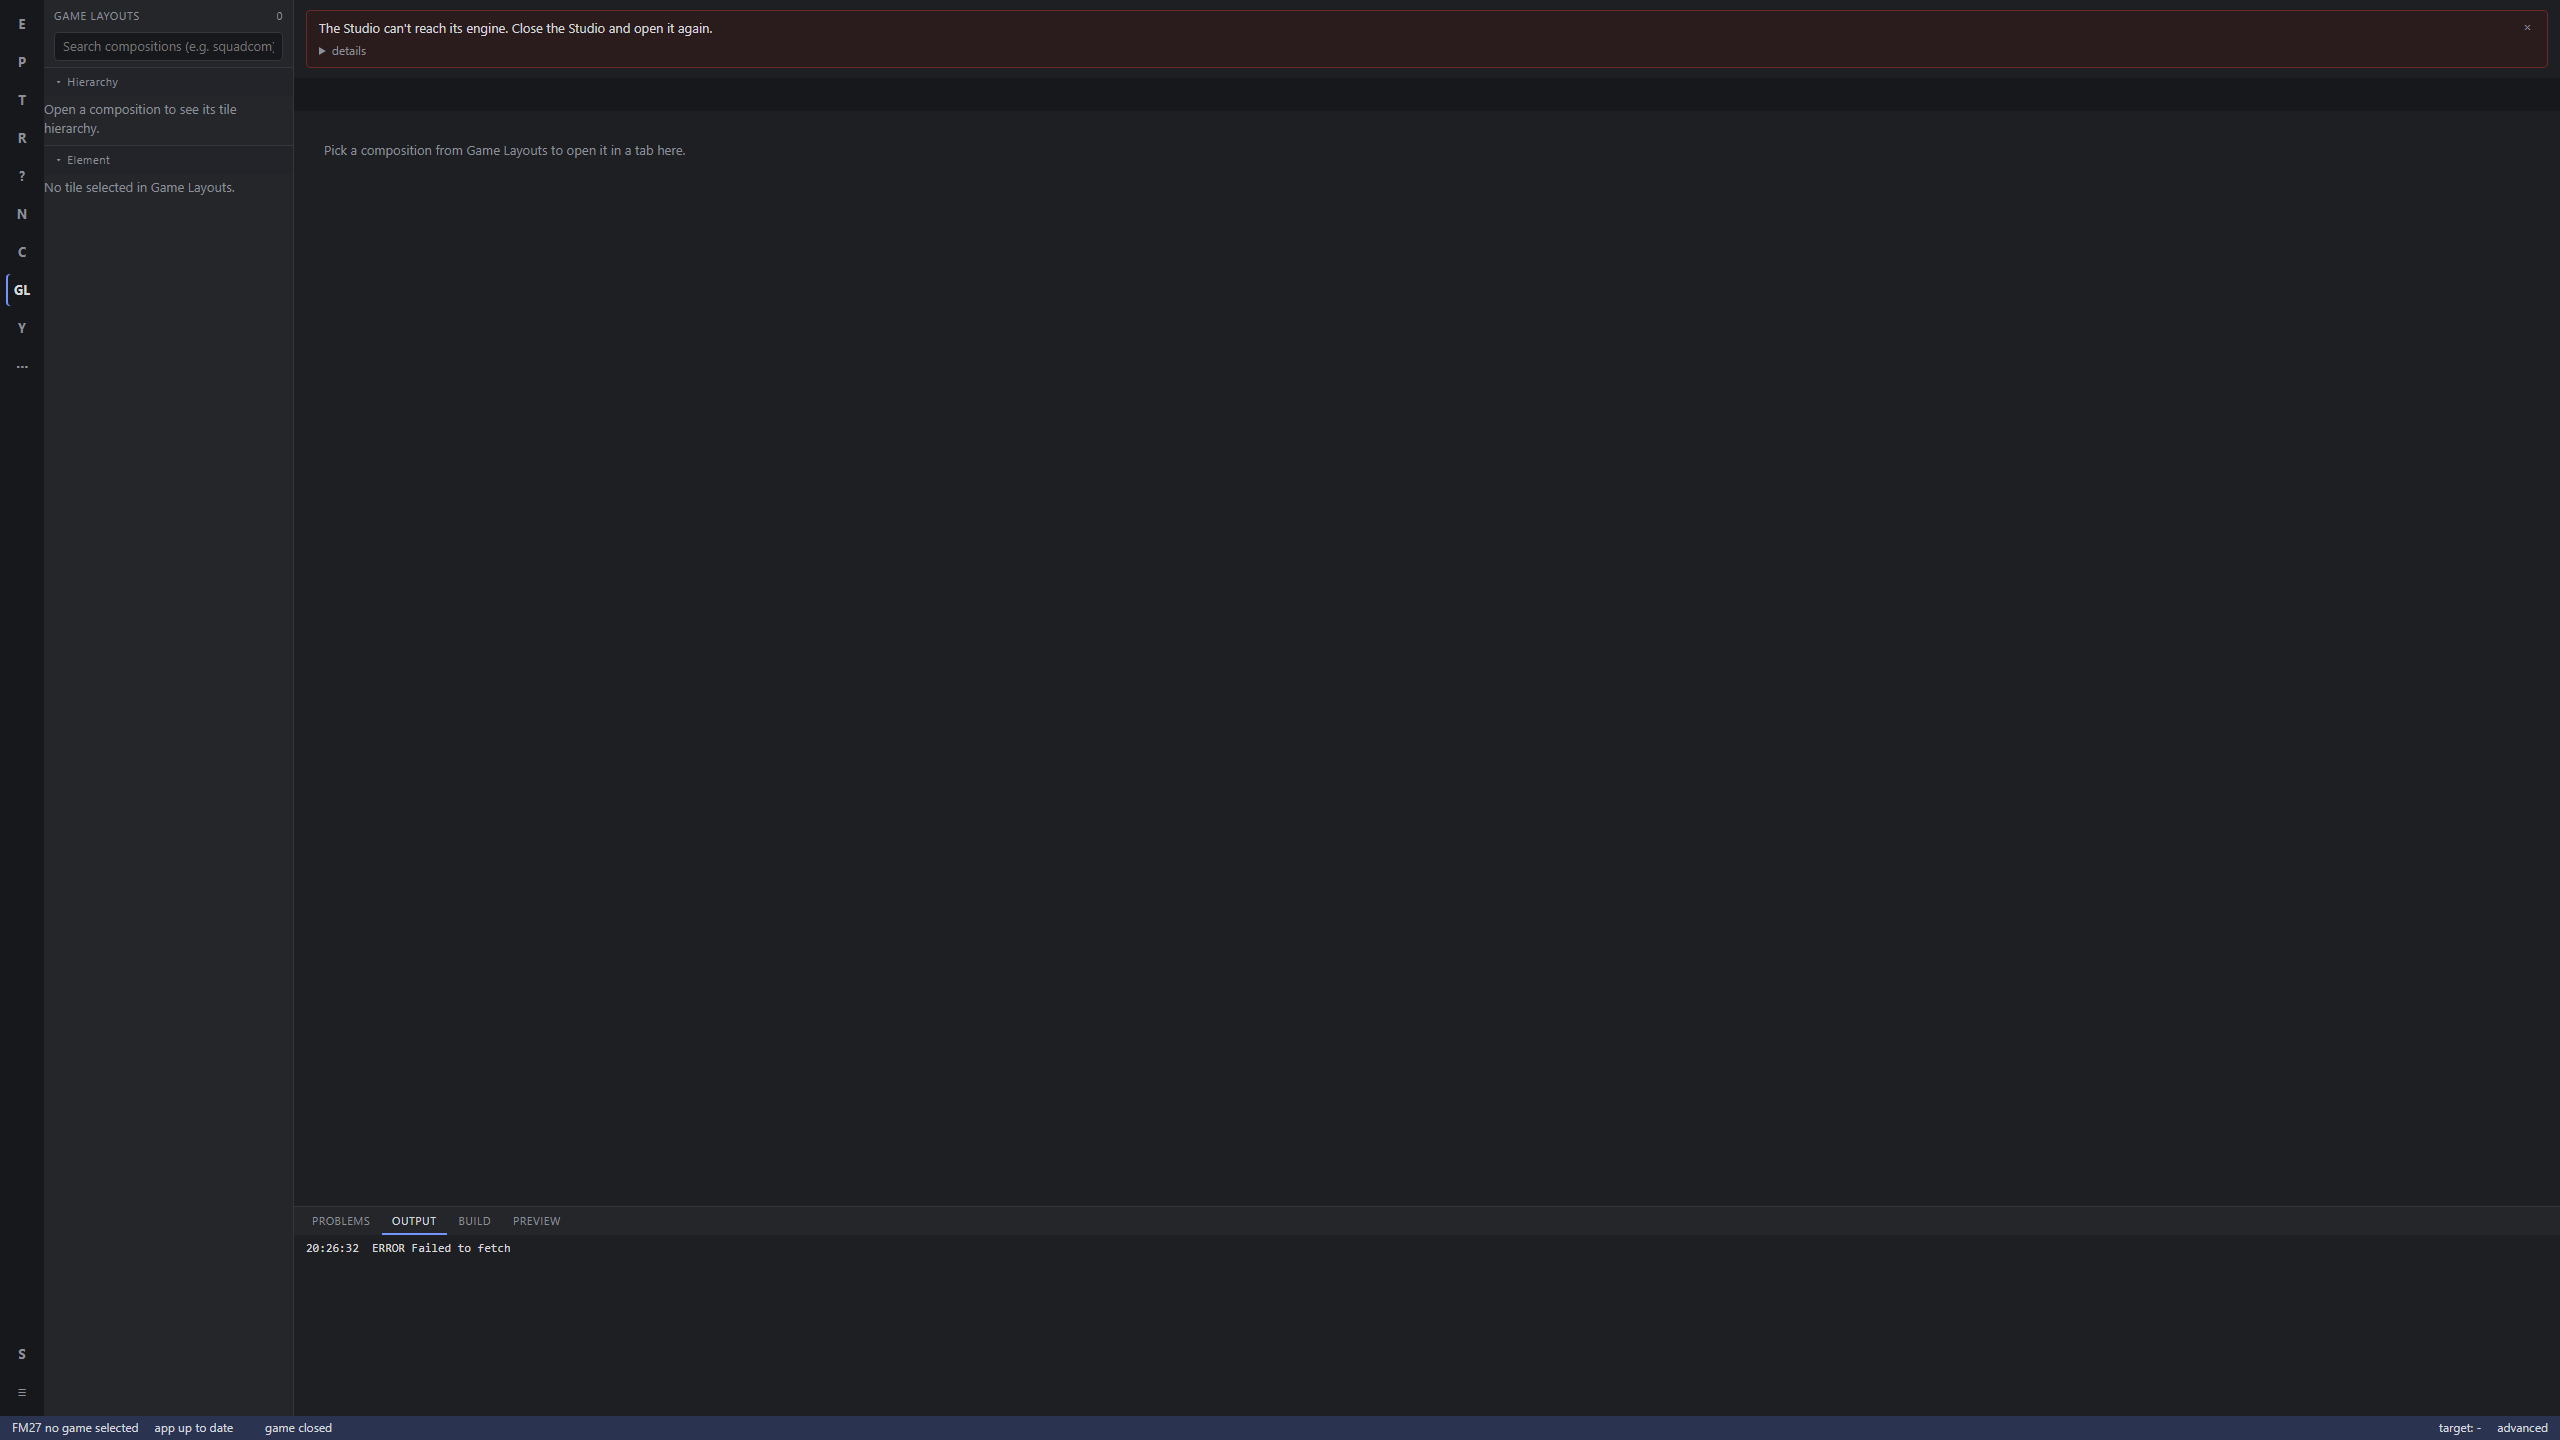 E
P
T
R
?
N
C
GL
Y
...
S
☰
GAME LAYOUTS 0
Search compositions (e.g. squadcom)
Hierarchy
Open a composition to see its tile
hierarchy.
Element
No tile selected in Game Layouts.
The Studio can't reach its engine. Close the Studio and open it again. ×
▶ details
Pick a composition from Game Layouts to open it in a tab here.
PROBLEMS OUTPUT BUILD PREVIEW
20:26:32 ERROR Failed to fetch
FM27 no game selected app up to date game closed target: - advanced